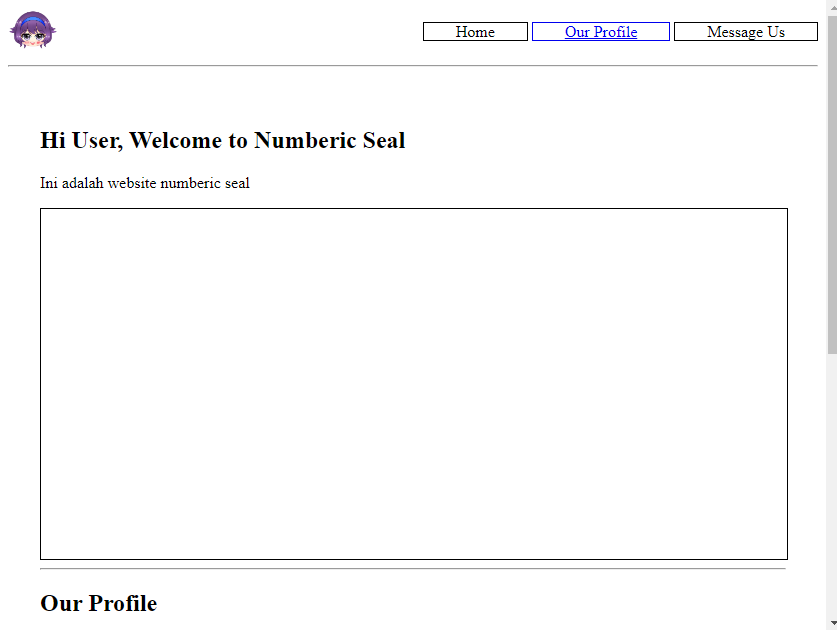 Home Our Profile Message Us
Hi User, Welcome to Numberic Seal
Ini adalah website numberic seal
Our Profile